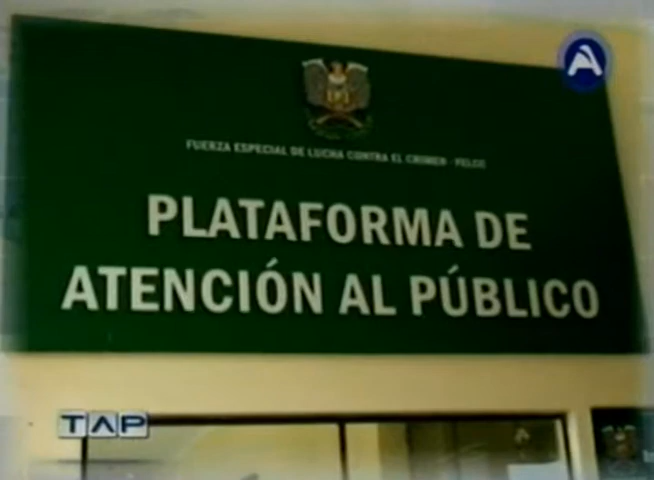 A
FUERZA ESPECIAL DE LUCHA CONTRA EL CRIMEN - FELCC
PLATAFORMA DE
ATENCIÓN AL PÚBLICO
TAP